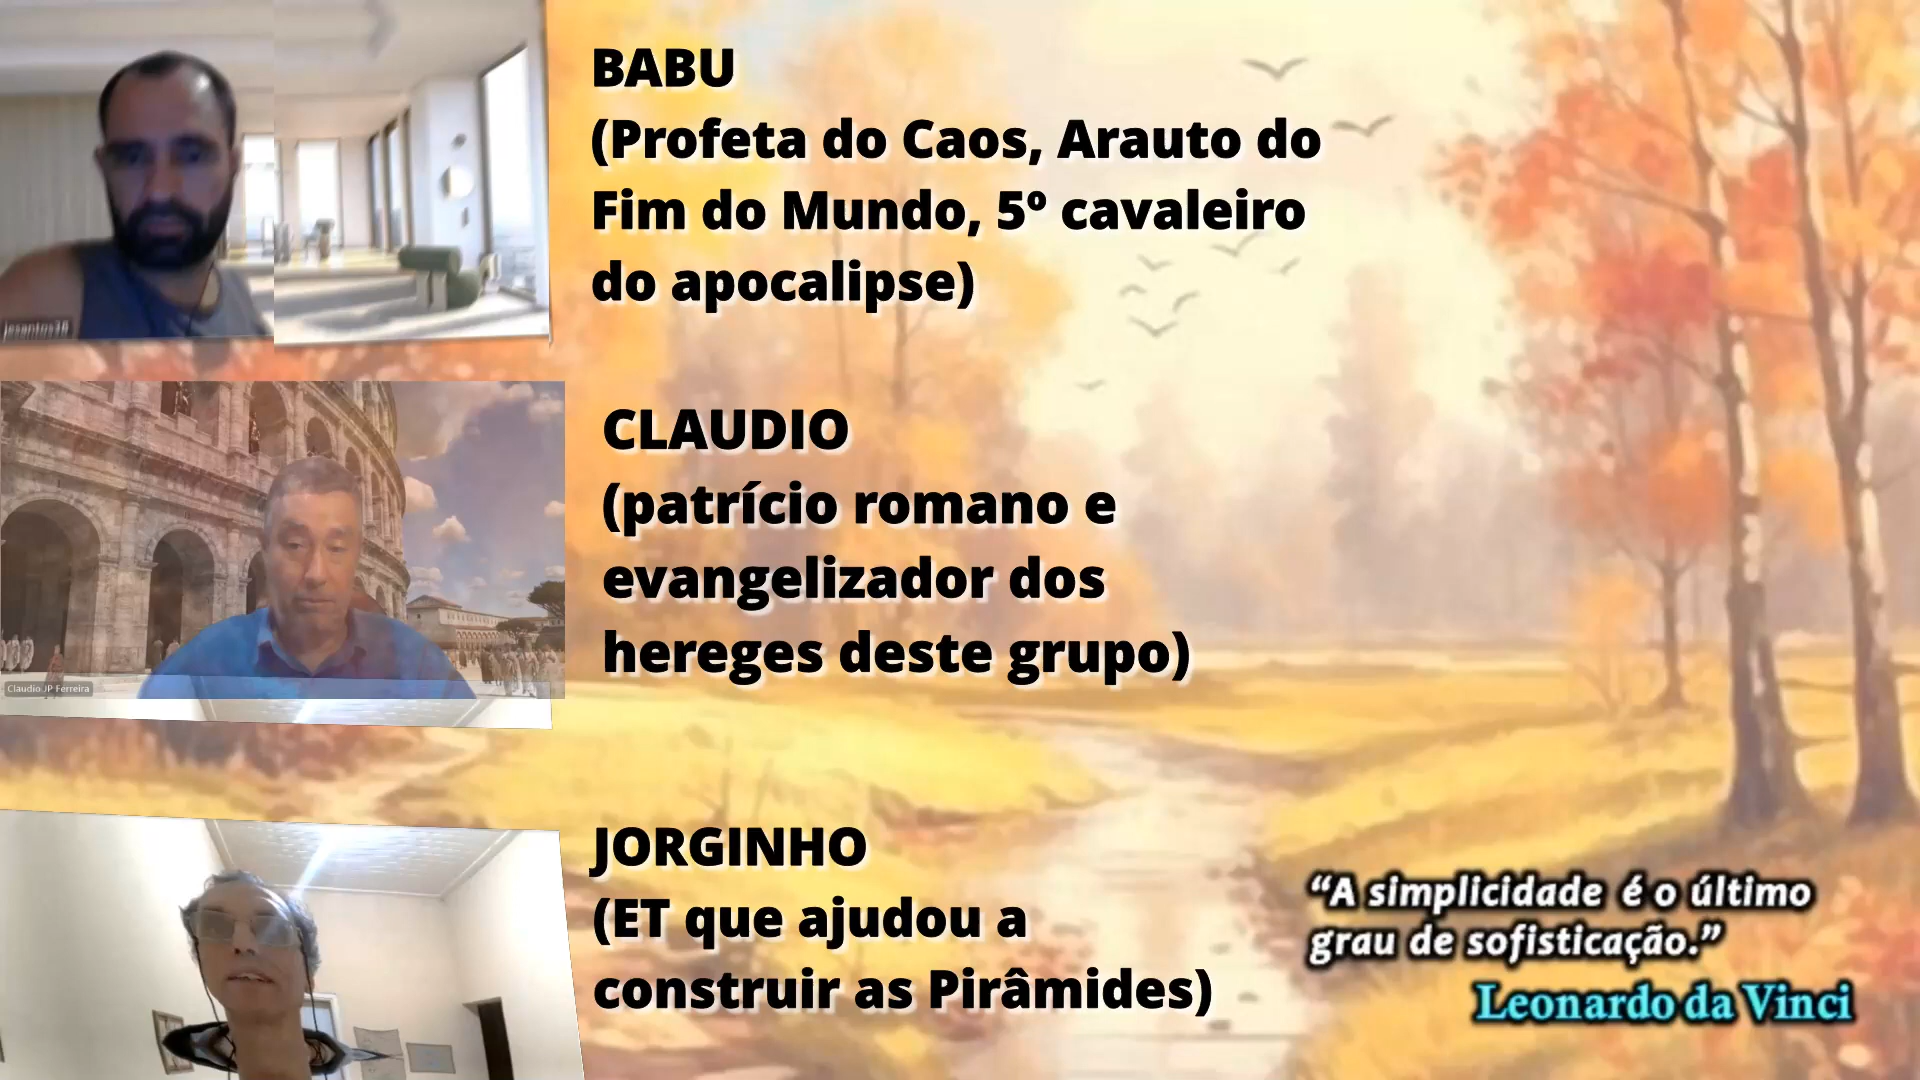 BABU
(Profeta do Caos, Arauto do
Fim do Mundo, 5º cavaleiro
do apocalipse)
CLAUDIO
(patrício romano e
evangelizador dos
hereges deste grupo)
Claudio JP Ferreira
JORGINHO
(ET que ajudou a
construir as Pirâmides)
“A simplicidade é o último
grau de sofisticação.”
Leonardo da Vinci